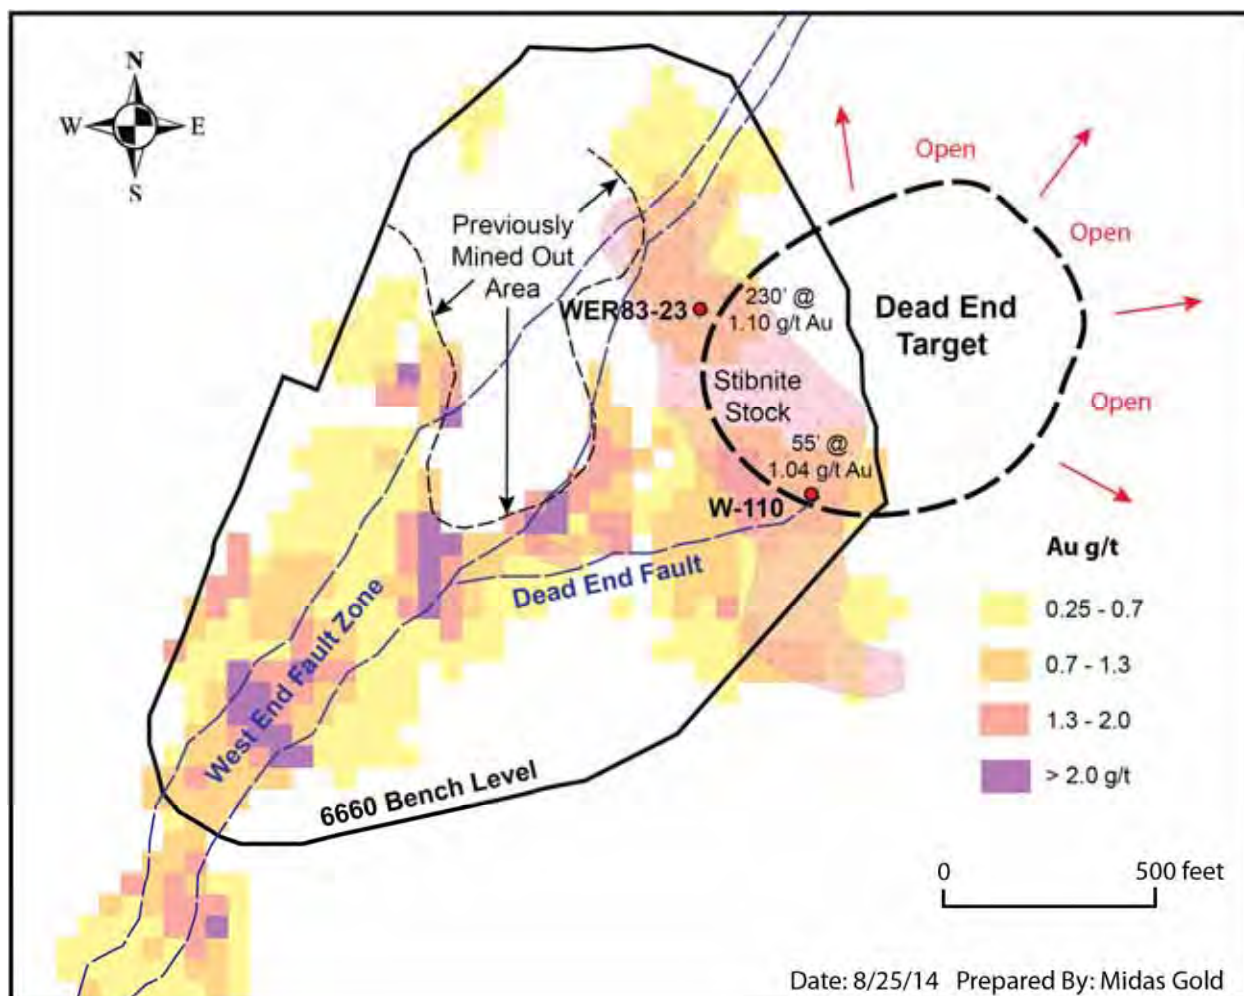 N
W
E
S
Open
Previously
Mined Out
Area
Open
WER83-23
230' @
1.10 g/t Au
Dead End
Target
Stibnite
Stock
Open
55' @
1.04 g/t Au
W-110
Au g/t
Dead End Fault
0.25 - 0.7
West End Fault Zone
0.7 - 1.3
1.3 - 2.0
> 2.0 g/t
6660 Bench Level
0
500 feet
Date: 8/25/14 Prepared By: Midas Gold